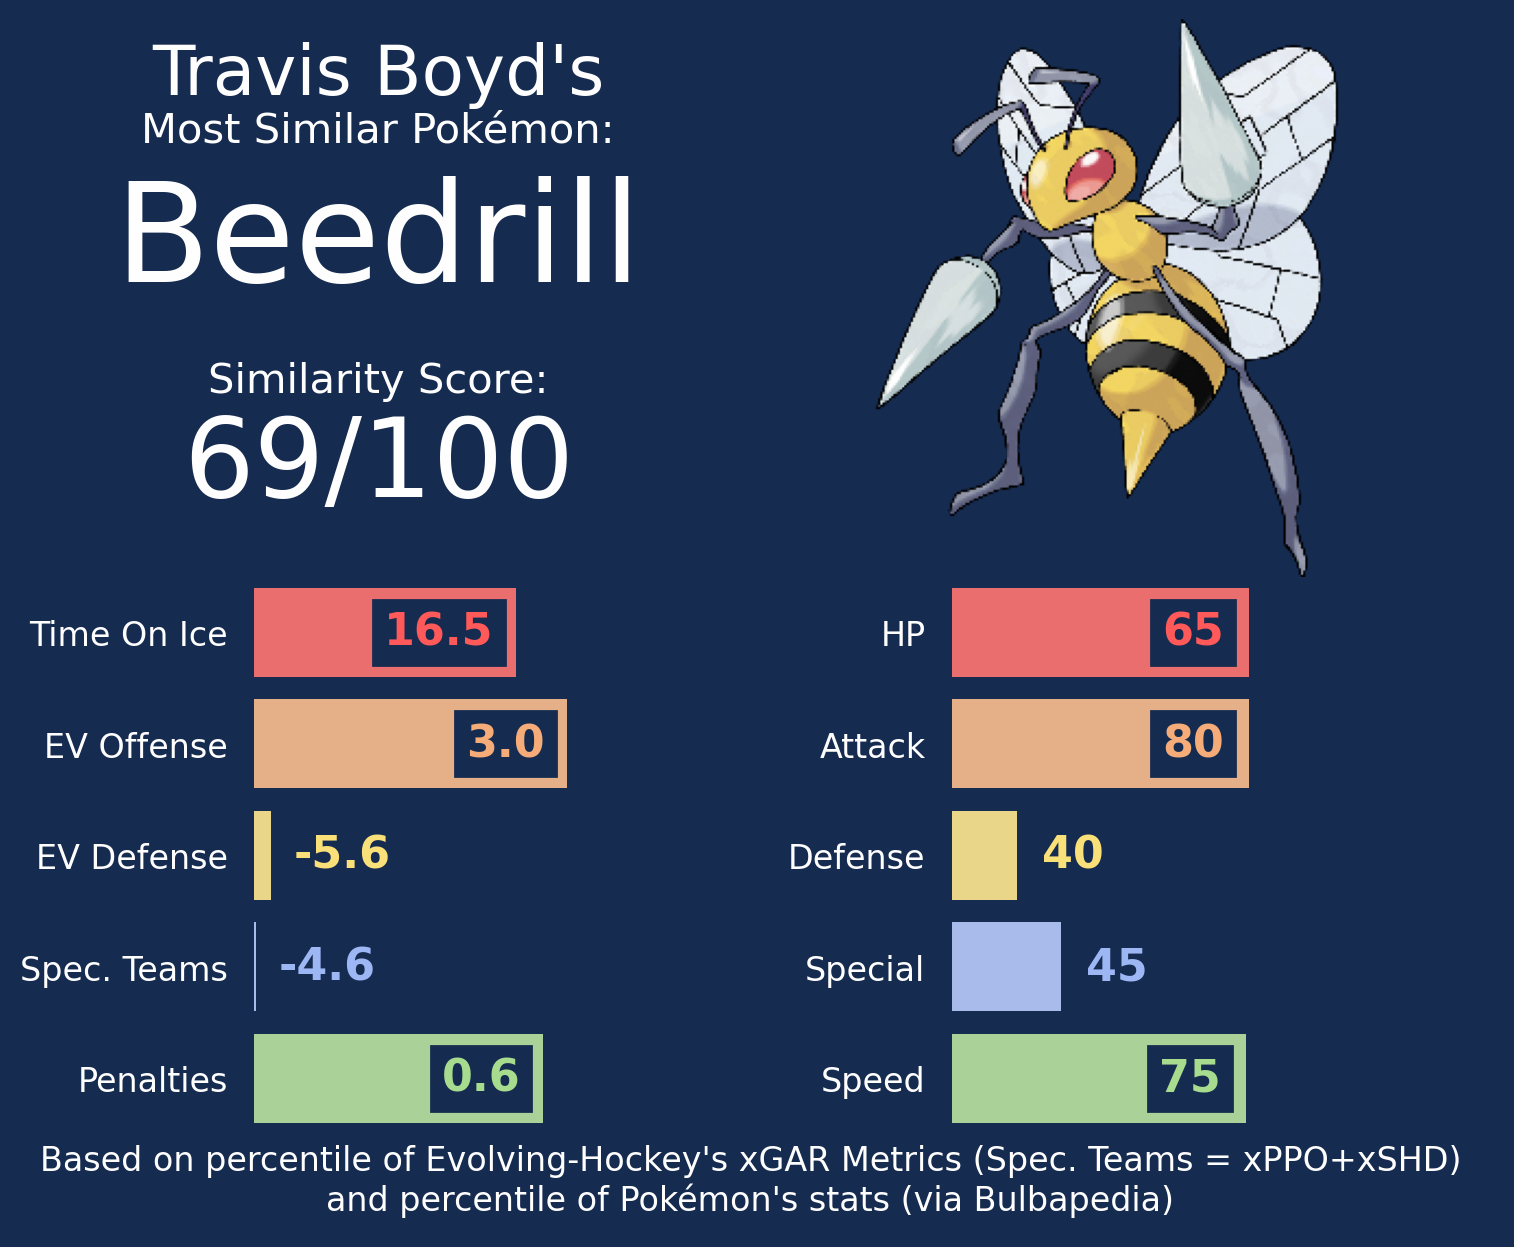 Travis Boyd's
Most Similar Pokémon:
Beedrill
Similarity Score:
69/100
Time On Ice 16.5
EV Offense 3.0
EV Defense -5.6
Spec. Teams -4.6
Penalties 0.6
HP 65
Attack 80
Defense 40
Special 45
Speed 75
Based on percentile of Evolving-Hockey's xGAR Metrics (Spec. Teams = xPPO+xSHD)
and percentile of Pokémon's stats (via Bulbapedia)